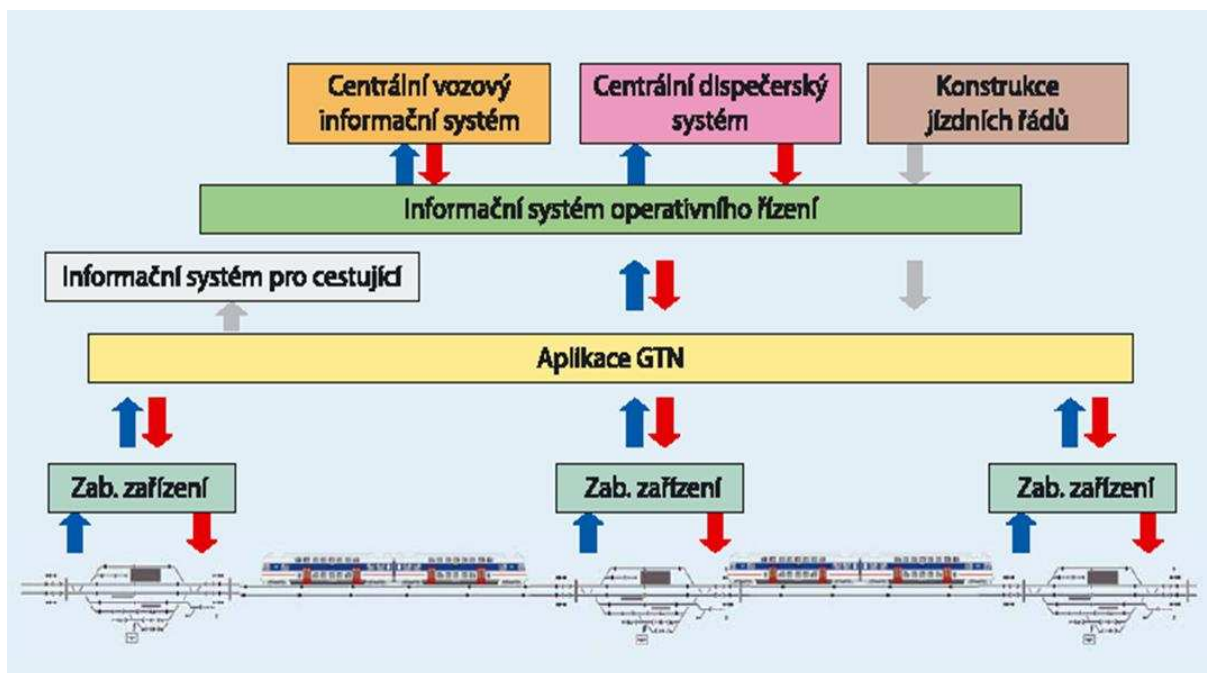 Centrální vozový
informační systém
Centrální dispečerský
systém
Konstrukce
jízdních řádů
Informační systém operativního řízení
Informační systém pro cestující
Aplikace GTN
Zab. zařízení
Zab. zařízení
Zab. zařízení